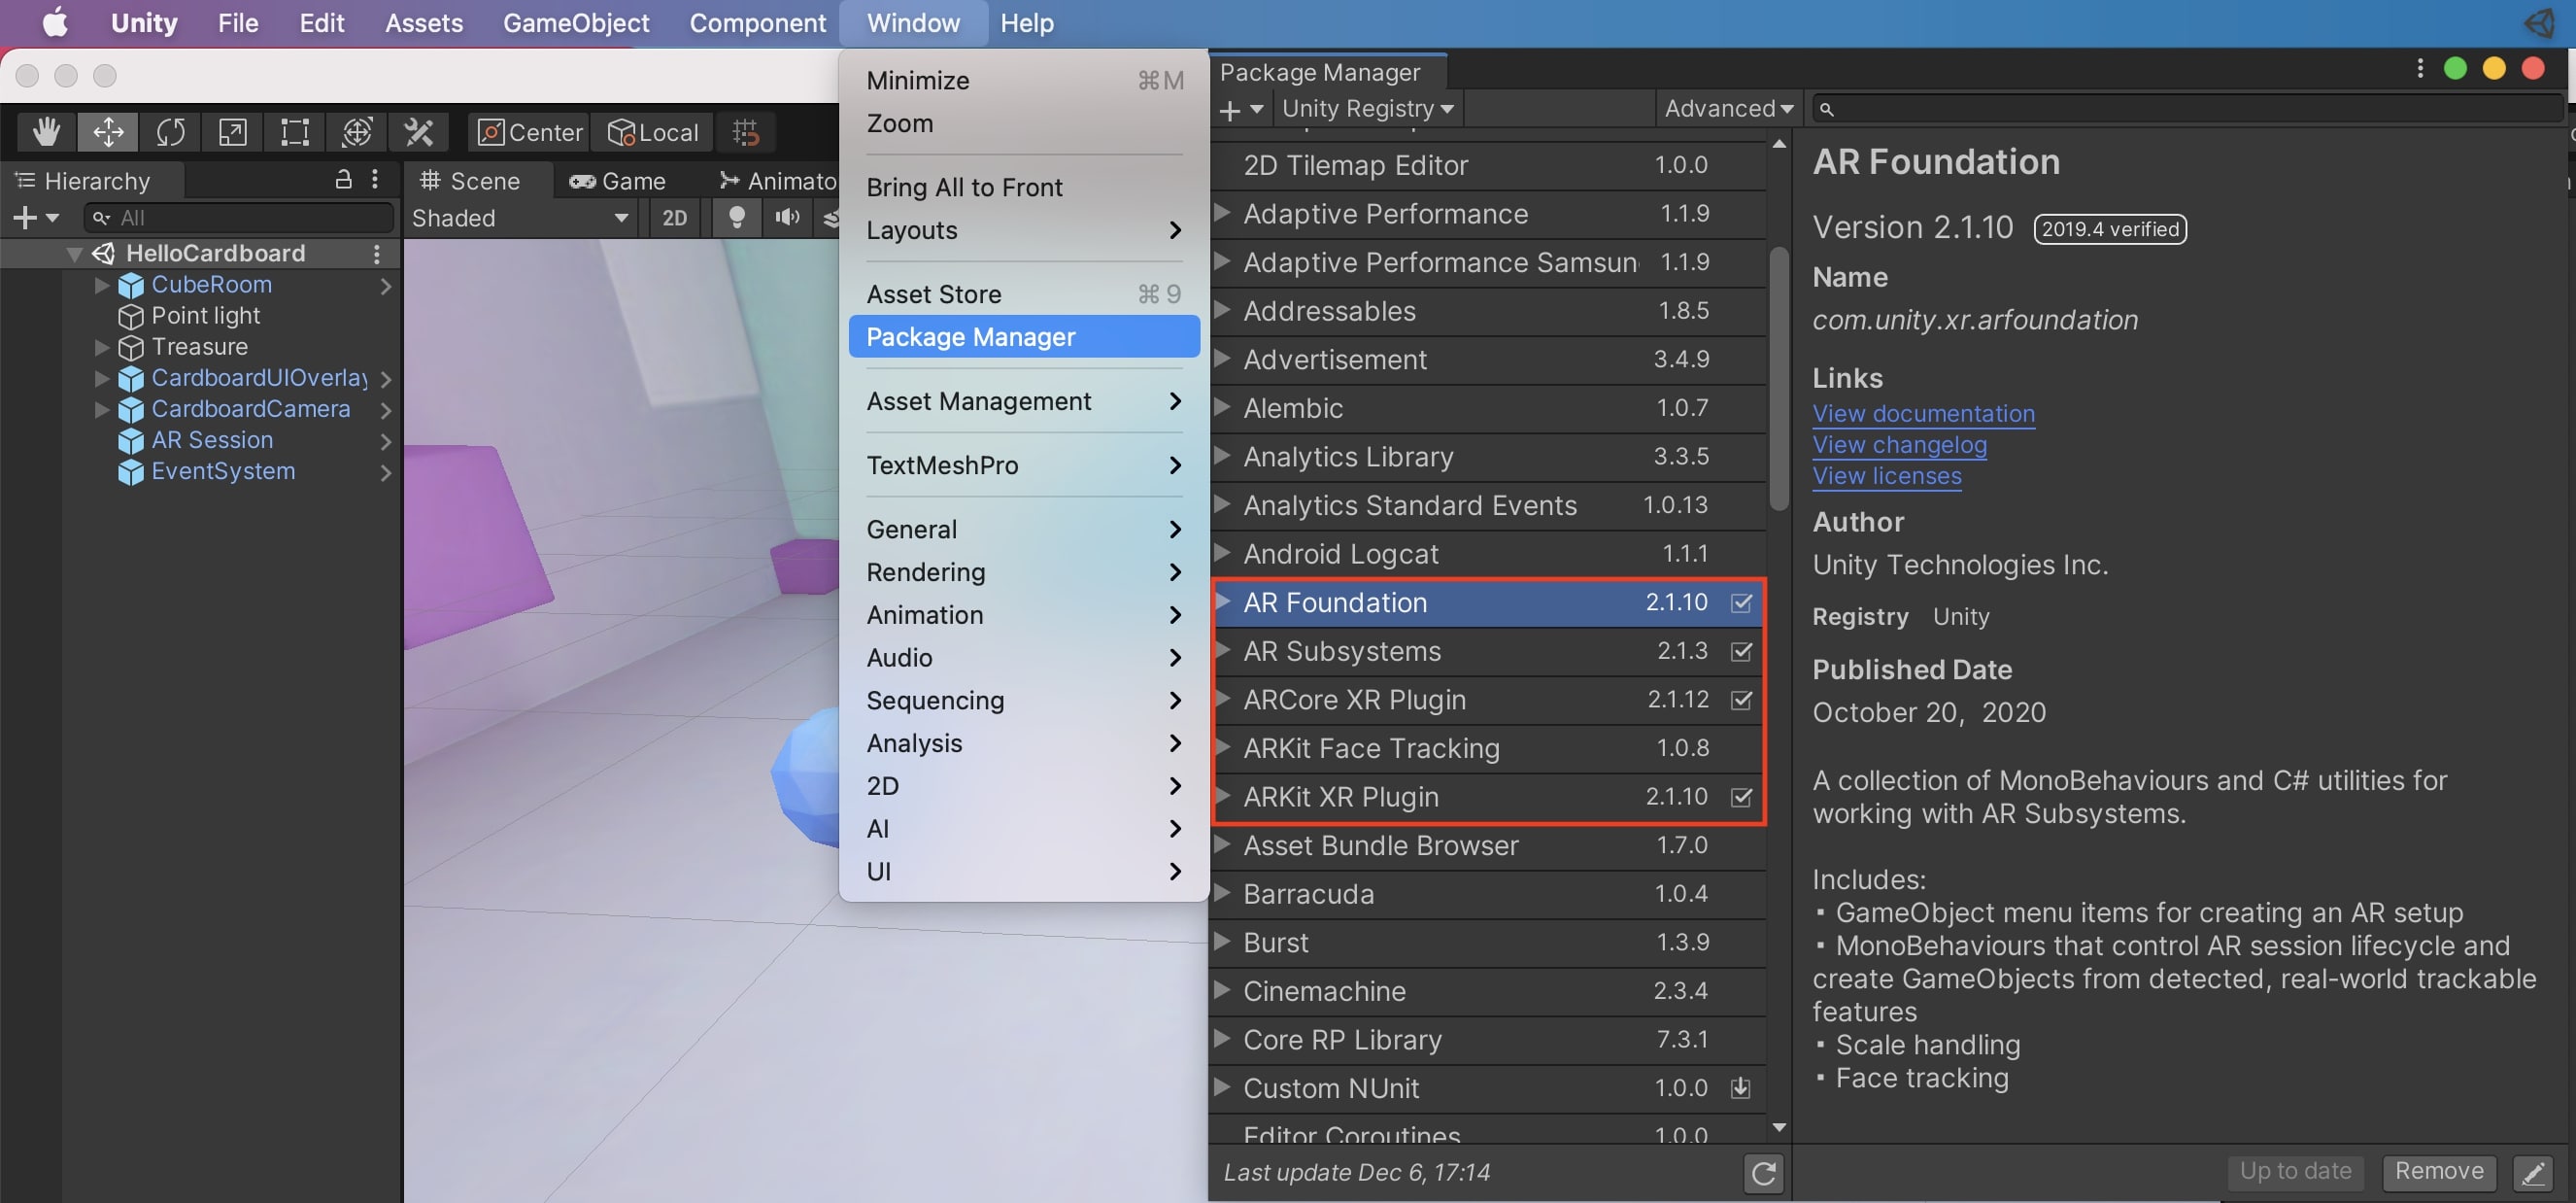 Unity File Edit Assets GameObject Component Window Help
Center Local
Hierarchy
All
HelloCardboard
CubeRoom
Point light
Treasure
CardboardUIOverlay
CardboardCamera
AR Session
EventSystem
Scene Game Animato
Shaded 2D
Minimize ⌘M
Zoom
Bring All to Front
Layouts
Asset Store ⌘9
Package Manager
Asset Management
TextMeshPro
General
Rendering
Animation
Audio
Sequencing
Analysis
2D
AI
UI
Package Manager
Unity Registry Advanced
2D Tilemap Editor 1.0.0
Adaptive Performance 1.1.9
Adaptive Performance Samsun 1.1.9
Addressables 1.8.5
Advertisement 3.4.9
Alembic 1.0.7
Analytics Library 3.3.5
Analytics Standard Events 1.0.13
Android Logcat 1.1.1
AR Foundation 2.1.10
AR Subsystems 2.1.3
ARCore XR Plugin 2.1.12
ARKit Face Tracking 1.0.8
ARKit XR Plugin 2.1.10
Asset Bundle Browser 1.7.0
Barracuda 1.0.4
Burst 1.3.9
Cinemachine 2.3.4
Core RP Library 7.3.1
Custom NUnit 1.0.0
Editor Coroutines 1.0.0
Last update Dec 6, 17:14
AR Foundation
Version 2.1.10 2019.4 verified
Name
com.unity.xr.arfoundation
Links
View documentation
View changelog
View licenses
Author
Unity Technologies Inc.
Registry Unity
Published Date
October 20, 2020
A collection of MonoBehaviours and C# utilities for
working with AR Subsystems.
Includes:
▪ GameObject menu items for creating an AR setup
▪ MonoBehaviours that control AR session lifecycle and
create GameObjects from detected, real-world trackable
features
▪ Scale handling
▪ Face tracking
Up to date Remove